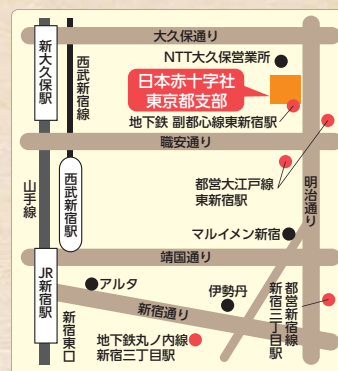 大久保通り
NTT大久保営業所
新大久保駅
西武新宿線
日本赤十字社
東京都支部
地下鉄 副都心線東新宿駅
職安通り
山手線
西武新宿駅
都営大江戸線
東新宿駅
明治通り
マルイメン新宿
靖国通り
JR新宿駅
アルタ
伊勢丹
新宿通り
新宿東口
地下鉄丸ノ内線
新宿三丁目駅
都営新宿線
新宿三丁目駅